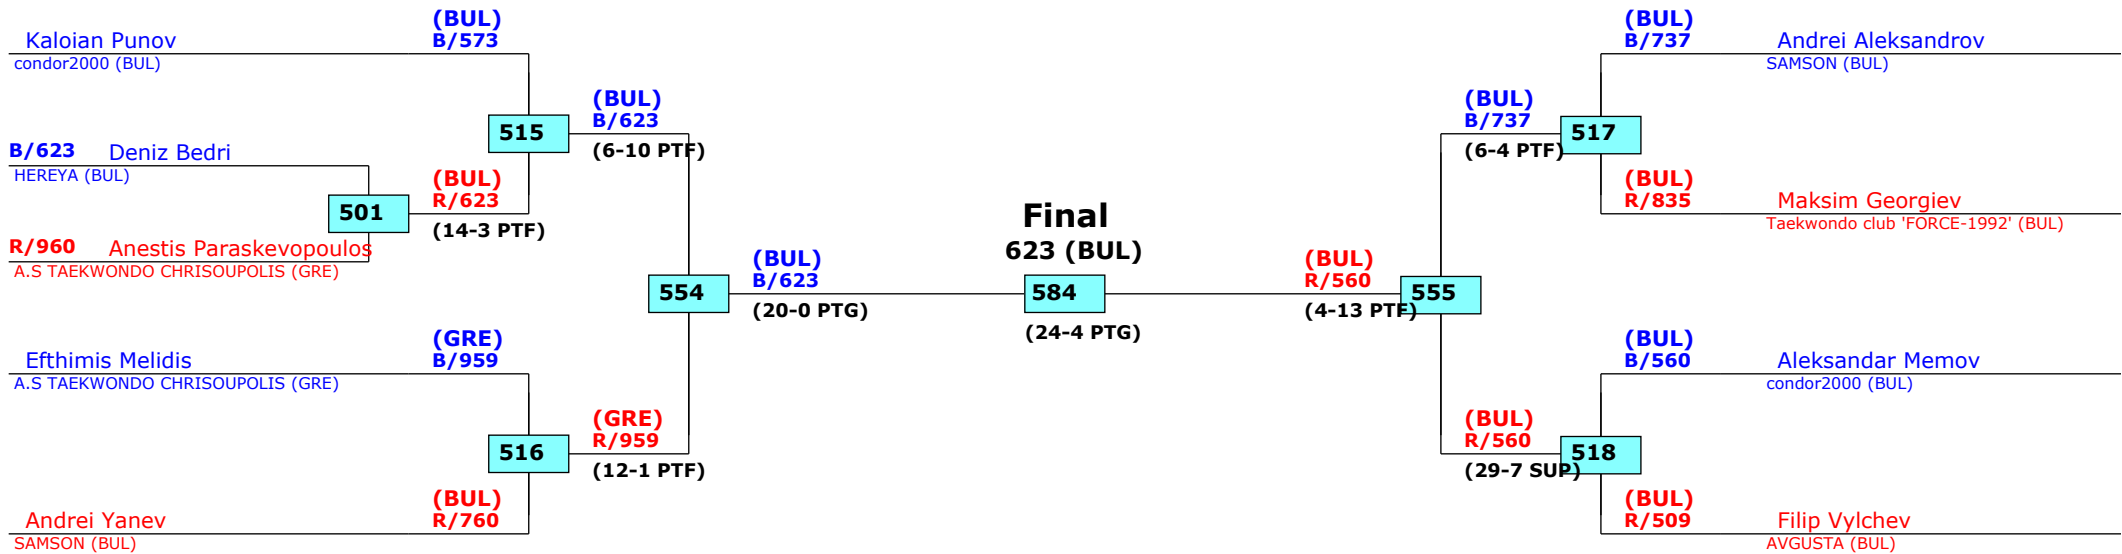 (BUL)
B/573
Kaloian Punov
condor2000 (BUL)
B/623 Deniz Bedri
HEREYA (BUL)
R/960 Anestis Paraskevopoulos
A.S TAEKWONDO CHRISOUPOLIS (GRE)
501
(BUL)
R/623
(14-3 PTF)
515
(BUL)
B/623
(6-10 PTF)
(GRE)
B/959
Efthimis Melidis
A.S TAEKWONDO CHRISOUPOLIS (GRE)
(BUL)
R/760
Andrei Yanev
SAMSON (BUL)
516
(GRE)
R/959
(12-1 PTF)
554
(BUL)
B/623
(20-0 PTG)
Final
623 (BUL)
584
(24-4 PTG)
(BUL)
R/560
(4-13 PTF)
555
(BUL)
B/737
(6-4 PTF)
517
(BUL)
B/737
Andrei Aleksandrov
SAMSON (BUL)
(BUL)
R/835
Maksim Georgiev
Taekwondo club 'FORCE-1992' (BUL)
(BUL)
R/560
(29-7 SUP)
518
(BUL)
B/560
Aleksandar Memov
condor2000 (BUL)
(BUL)
R/509
Filip Vylchev
AVGUSTA (BUL)